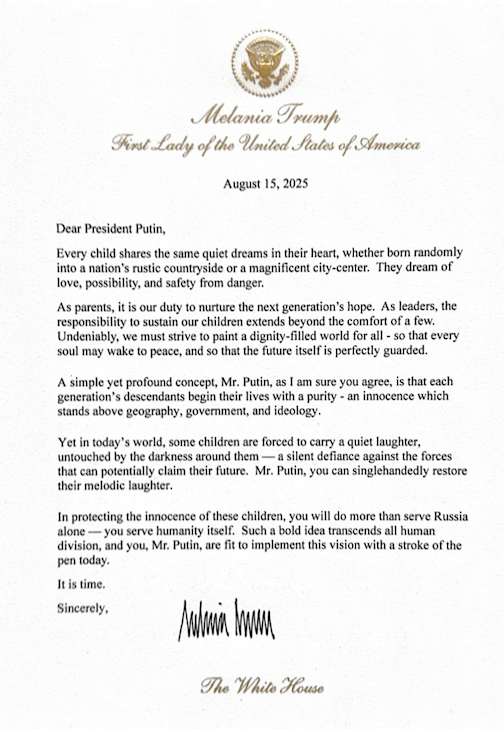 Melania Trump
First Lady of the United States of America
August 15, 2025
Dear President Putin,
Every child shares the same quiet dreams in their heart, whether born randomly
into a nation's rustic countryside or a magnificent city-center. They dream of
love, possibility, and safety from danger.
As parents, it is our duty to nurture the next generation's hope. As leaders, the
responsibility to sustain our children extends beyond the comfort of a few.
Undeniably, we must strive to paint a dignity-filled world for all - so that every
soul may wake to peace, and so that the future itself is perfectly guarded.
A simple yet profound concept, Mr. Putin, as I am sure you agree, is that each
generation's descendants begin their lives with a purity - an innocence which
stands above geography, government, and ideology.
Yet in today's world, some children are forced to carry a quiet laughter,
untouched by the darkness around them — a silent defiance against the forces
that can potentially claim their future. Mr. Putin, you can singlehandedly restore
their melodic laughter.
In protecting the innocence of these children, you will do more than serve Russia
alone — you serve humanity itself. Such a bold idea transcends all human
division, and you, Mr. Putin, are fit to implement this vision with a stroke of the
pen today.
It is time.
Sincerely,
The White House